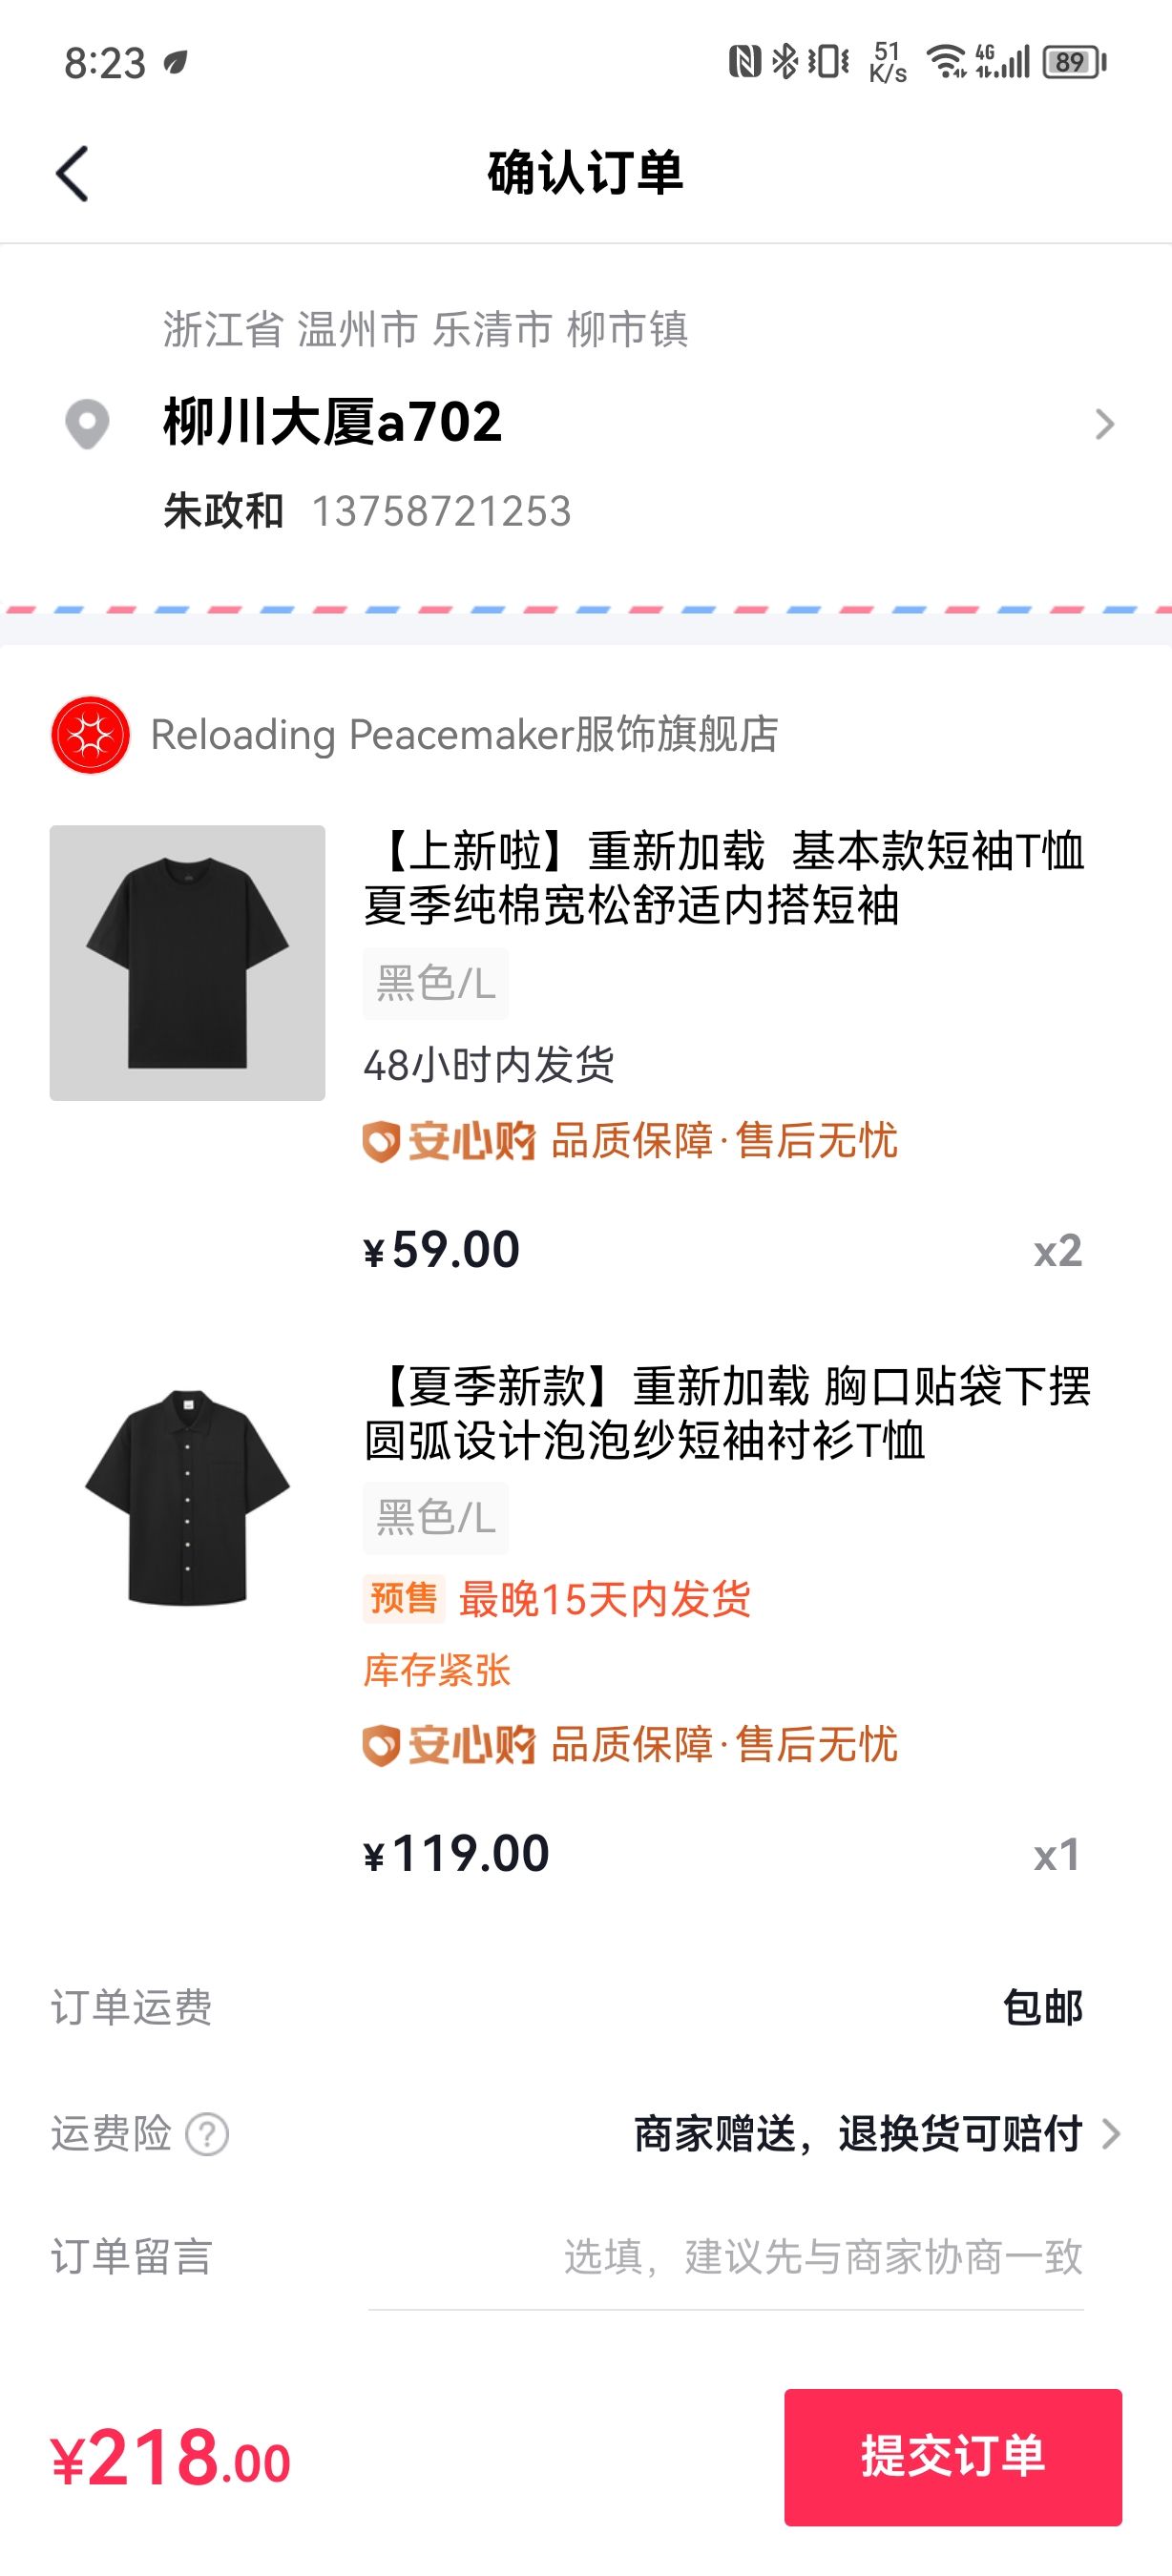 8:23
51
K/s
4G
89
确认订单
浙江省 温州市 乐清市 柳市镇
柳川大厦a702
朱政和 13758721253
Reloading Peacemaker服饰旗舰店
【上新啦】重新加载 基本款短袖T恤
夏季纯棉宽松舒适内搭短袖
黑色/L
48小时内发货
安心购 品质保障·售后无忧
¥59.00 x2
【夏季新款】重新加载 胸口贴袋下摆
圆弧设计泡泡纱短袖衬衫T恤
黑色/L
预售 最晚15天内发货
库存紧张
安心购 品质保障·售后无忧
¥119.00 x1
订单运费 包邮
运费险 ? 商家赠送，退换货可赔付
订单留言 选填，建议先与商家协商一致
¥218.00 提交订单